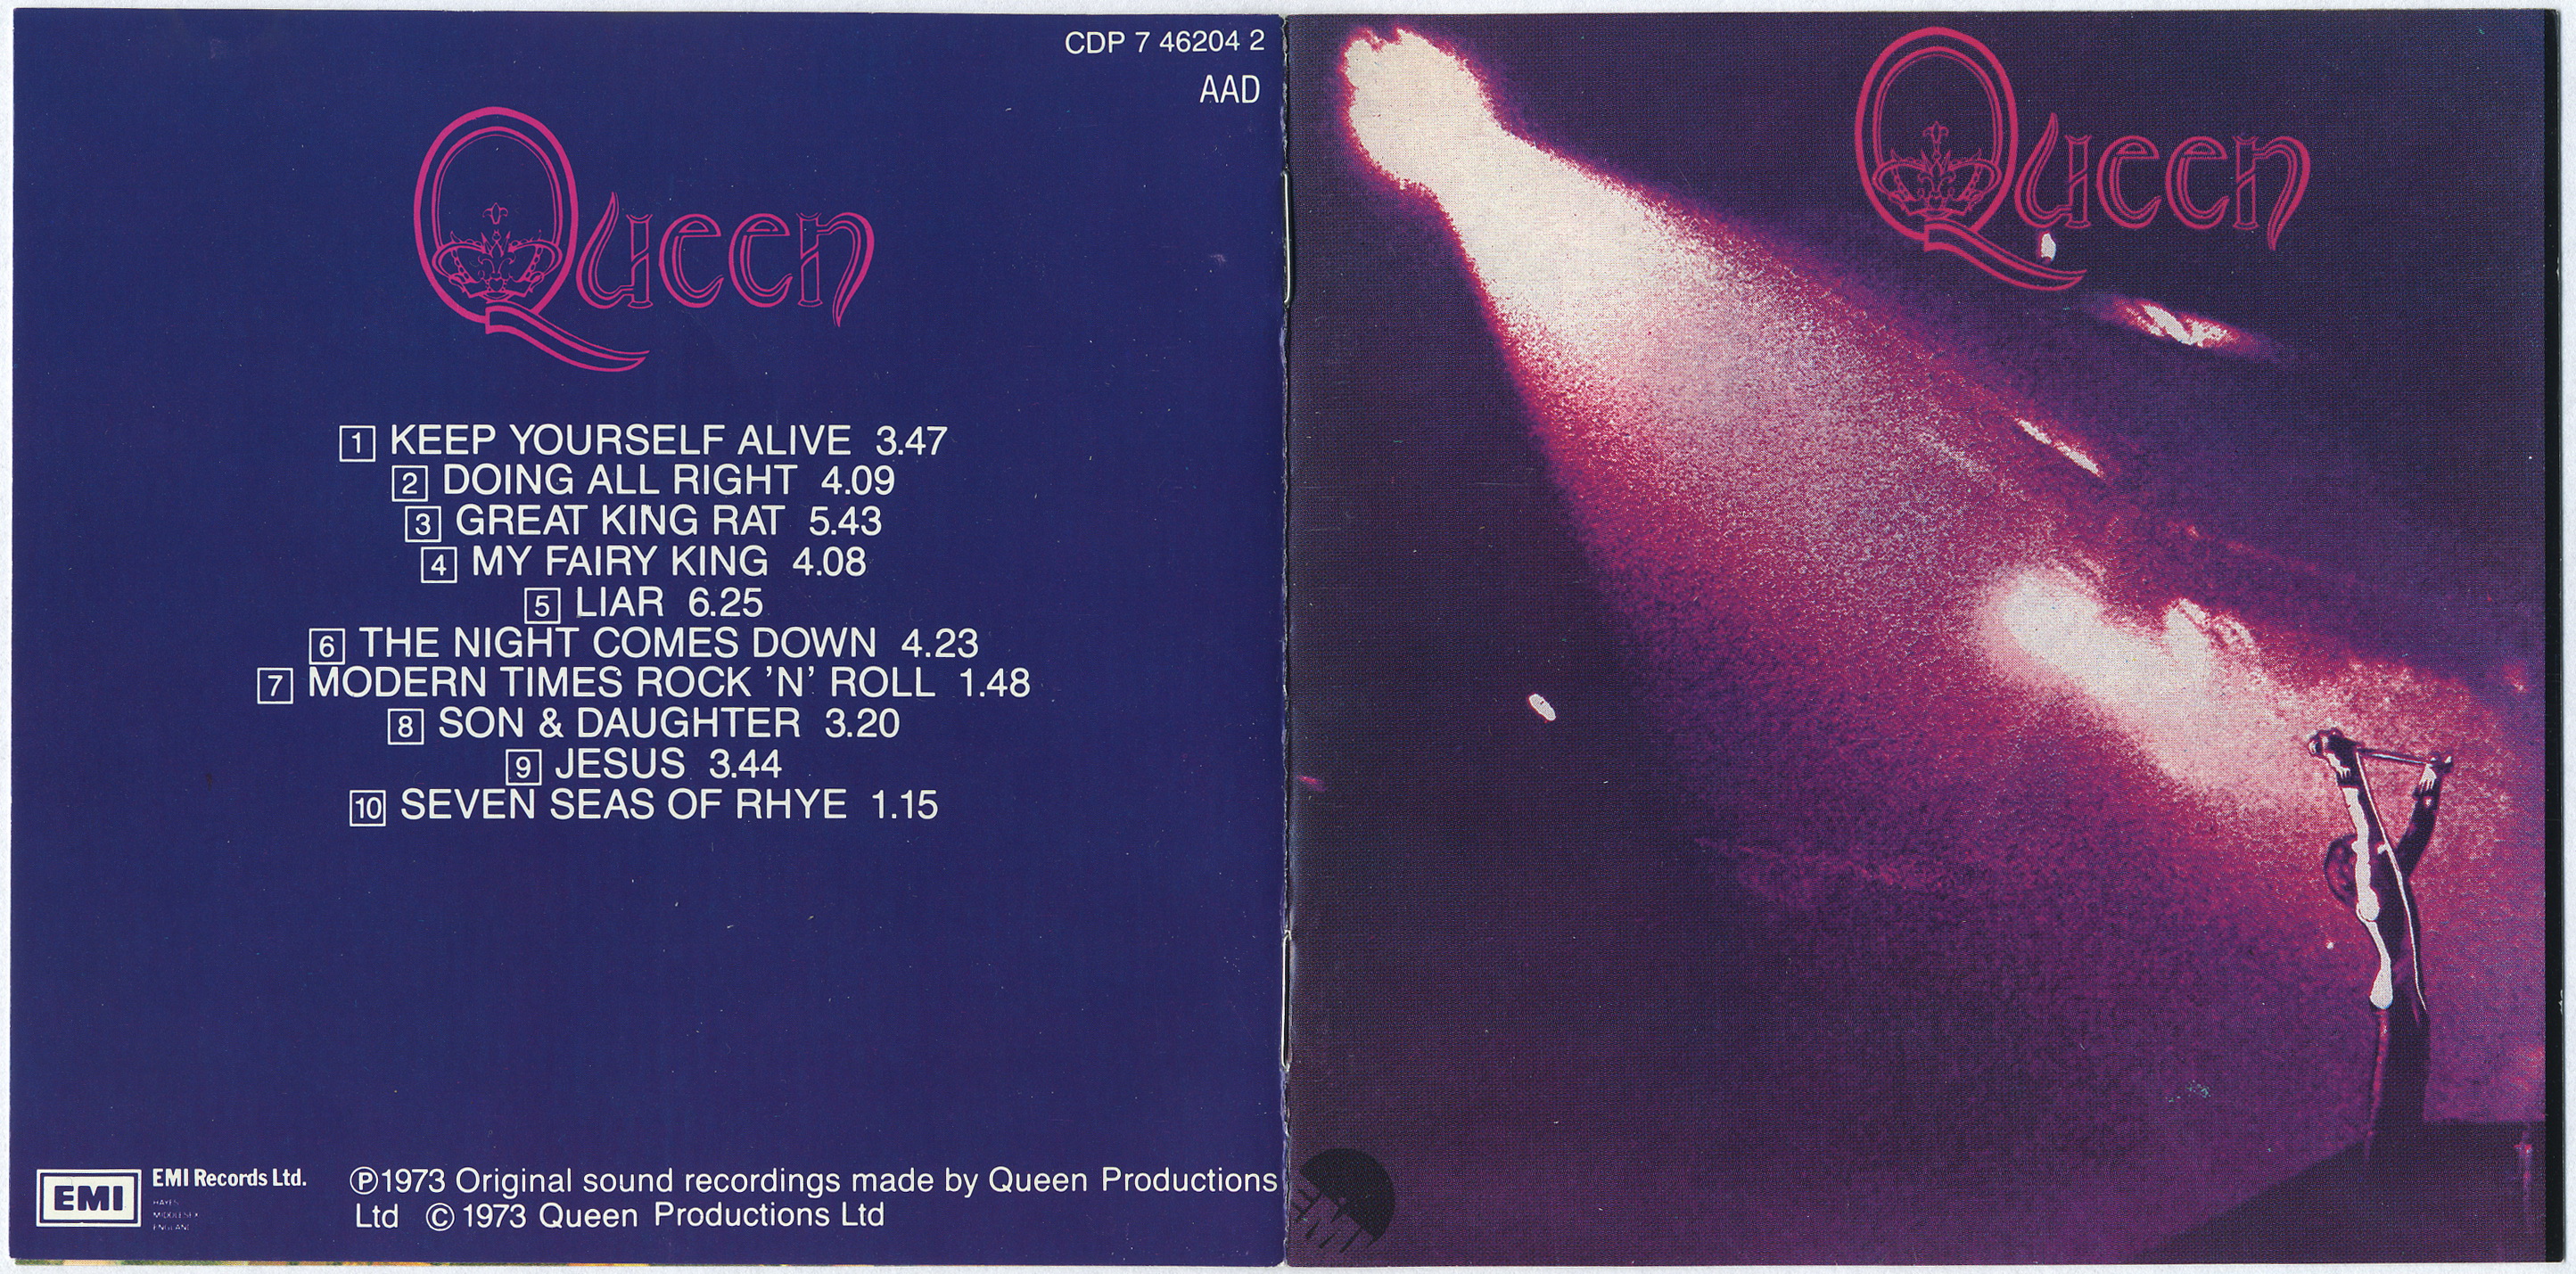 CDP 7 46204 2
AAD
Queen
1 KEEP YOURSELF ALIVE 3.47
2 DOING ALL RIGHT 4.09
3 GREAT KING RAT 5.43
4 MY FAIRY KING 4.08
5 LIAR 6.25
6 THE NIGHT COMES DOWN 4.23
7 MODERN TIMES ROCK 'N' ROLL 1.48
8 SON & DAUGHTER 3.20
9 JESUS 3.44
10 SEVEN SEAS OF RHYE 1.15
EMI
EMI Records Ltd.
HAYES
MIDDLESEX
ENGLAND
℗1973 Original sound recordings made by Queen Productions
Ltd ©1973 Queen Productions Ltd
Queen